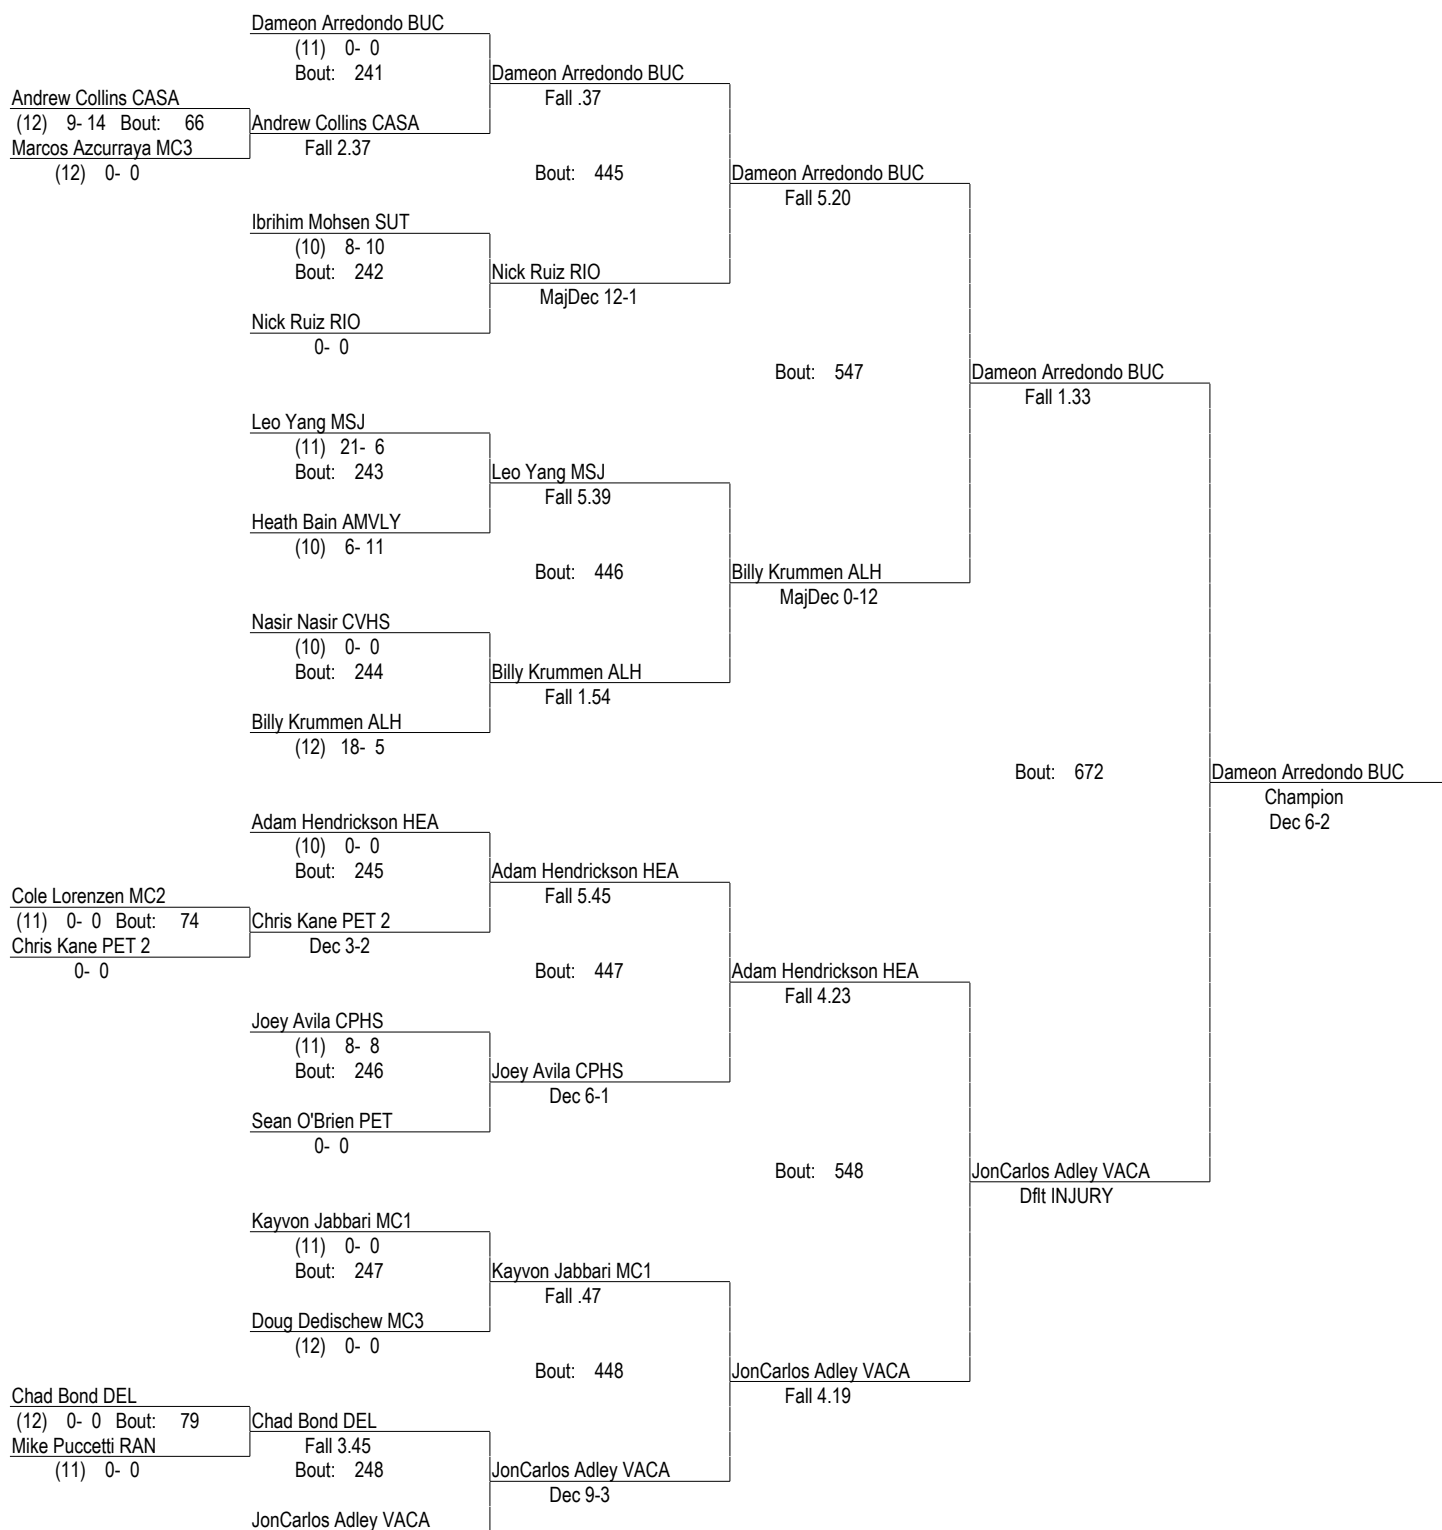 Dameon Arredondo BUC
(11) 0- 0
Bout: 241
Dameon Arredondo BUC
Fall .37
Andrew Collins CASA
(12) 9- 14 Bout: 66
Andrew Collins CASA
Marcos Azcurraya MC3
Fall 2.37
(12) 0- 0
Bout: 445
Dameon Arredondo BUC
Fall 5.20
Ibrihim Mohsen SUT
(10) 8- 10
Bout: 242
Nick Ruiz RIO
MajDec 12-1
Nick Ruiz RIO
0- 0
Bout: 547
Dameon Arredondo BUC
Fall 1.33
Leo Yang MSJ
(11) 21- 6
Bout: 243
Leo Yang MSJ
Fall 5.39
Heath Bain AMVLY
(10) 6- 11
Bout: 446
Billy Krummen ALH
MajDec 0-12
Nasir Nasir CVHS
(10) 0- 0
Bout: 244
Billy Krummen ALH
Fall 1.54
Billy Krummen ALH
(12) 18- 5
Bout: 672
Dameon Arredondo BUC
Champion
Dec 6-2
Adam Hendrickson HEA
(10) 0- 0
Bout: 245
Adam Hendrickson HEA
Fall 5.45
Cole Lorenzen MC2
(11) 0- 0 Bout: 74
Chris Kane PET 2
Chris Kane PET 2
Dec 3-2
0- 0
Bout: 447
Adam Hendrickson HEA
Fall 4.23
Joey Avila CPHS
(11) 8- 8
Bout: 246
Joey Avila CPHS
Dec 6-1
Sean O'Brien PET
0- 0
Bout: 548
JonCarlos Adley VACA
Dflt INJURY
Kayvon Jabbari MC1
(11) 0- 0
Bout: 247
Kayvon Jabbari MC1
Fall .47
Doug Dedischew MC3
(12) 0- 0
Bout: 448
JonCarlos Adley VACA
Fall 4.19
Chad Bond DEL
(12) 0- 0 Bout: 79
Chad Bond DEL
Mike Puccetti RAN
Fall 3.45
(11) 0- 0
Bout: 248
JonCarlos Adley VACA
Dec 9-3
JonCarlos Adley VACA